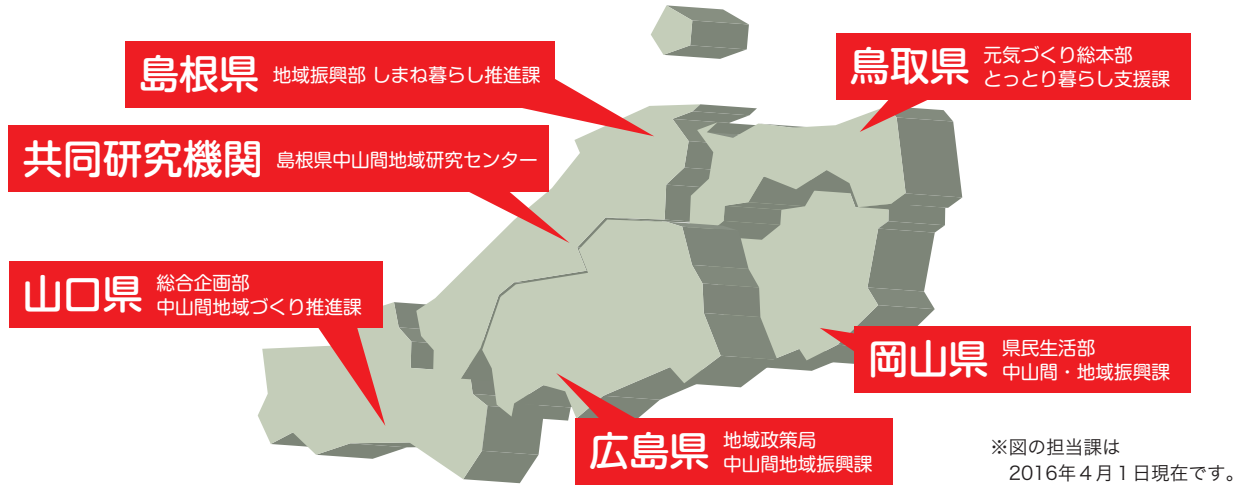 島根県 地域振興部 しまね暮らし推進課
鳥取県 元気づくり総本部
とっとり暮らし支援課
共同研究機関 島根県中山間地域研究センター
山口県 総合企画部
中山間地域づくり推進課
岡山県 県民生活部
中山間・地域振興課
広島県 地域政策局
中山間地域振興課
※図の担当課は
2016年４月１日現在です。